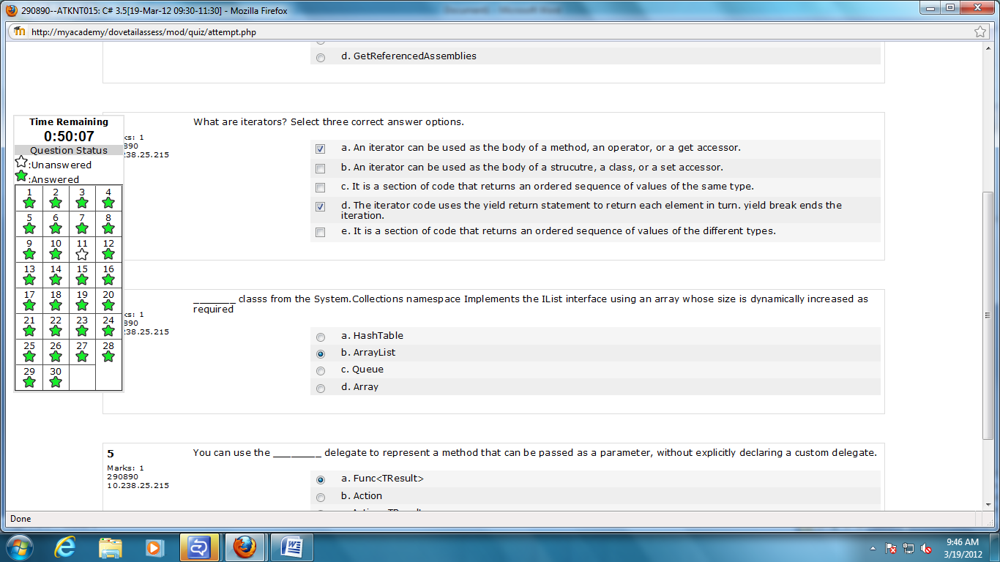 290890--ATKNT015: C# 3.5[19-Mar-12 09:30-11:30] - Mozilla Firefox
http://myacademy/dovetailassess/mod/quiz/attempt.php
d. GetReferencedAssemblies
Time Remaining
0:50:07
Question Status
:Unanswered
:Answered
1 2 3 4
5 6 7 8
9 10 11 12
13 14 15 16
17 18 19 20
21 22 23 24
25 26 27 28
29 30
ks: 1
890
238.25.215
What are iterators? Select three correct answer options.
a. An iterator can be used as the body of a method, an operator, or a get accessor.
b. An iterator can be used as the body of a strucutre, a class, or a set accessor.
c. It is a section of code that returns an ordered sequence of values of the same type.
d. The iterator code uses the yield return statement to return each element in turn. yield break ends the
iteration.
e. It is a section of code that returns an ordered sequence of values of the different types.
ks: 1
890
238.25.215
_______ classs from the System.Collections namespace Implements the IList interface using an array whose size is dynamically increased as
required
a. HashTable
b. ArrayList
c. Queue
d. Array
5
Marks: 1
290890
10.238.25.215
You can use the ________ delegate to represent a method that can be passed as a parameter, without explicitly declaring a custom delegate.
a. Func<TResult>
b. Action
Done
9:46 AM
3/19/2012